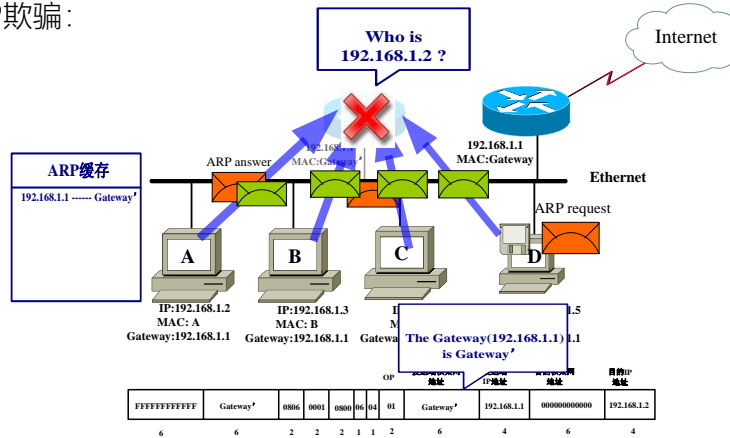 欺骗：
Who is
192.168.1.2 ?
Internet
192.168.1.1
MAC:Gateway’
192.168.1.1
MAC:Gateway
ARP缓存
192.168.1.1 ------ Gateway’
ARP answer
Ethernet
ARP request
A
B
C
D
IP:192.168.1.2
MAC: A
Gateway:192.168.1.1
IP:192.168.1.3
MAC: B
Gateway:192.168.1.1
The Gateway(192.168.1.1)
is Gateway’
OP
地址
IP地址
地址
目的IP
地址
FFFFFFFFFFFF Gateway’ 0806 0001 0800 06 04 01 Gateway’ 192.168.1.1 000000000000 192.168.1.2
6 6 2 2 2 1 1 2 6 4 6 4